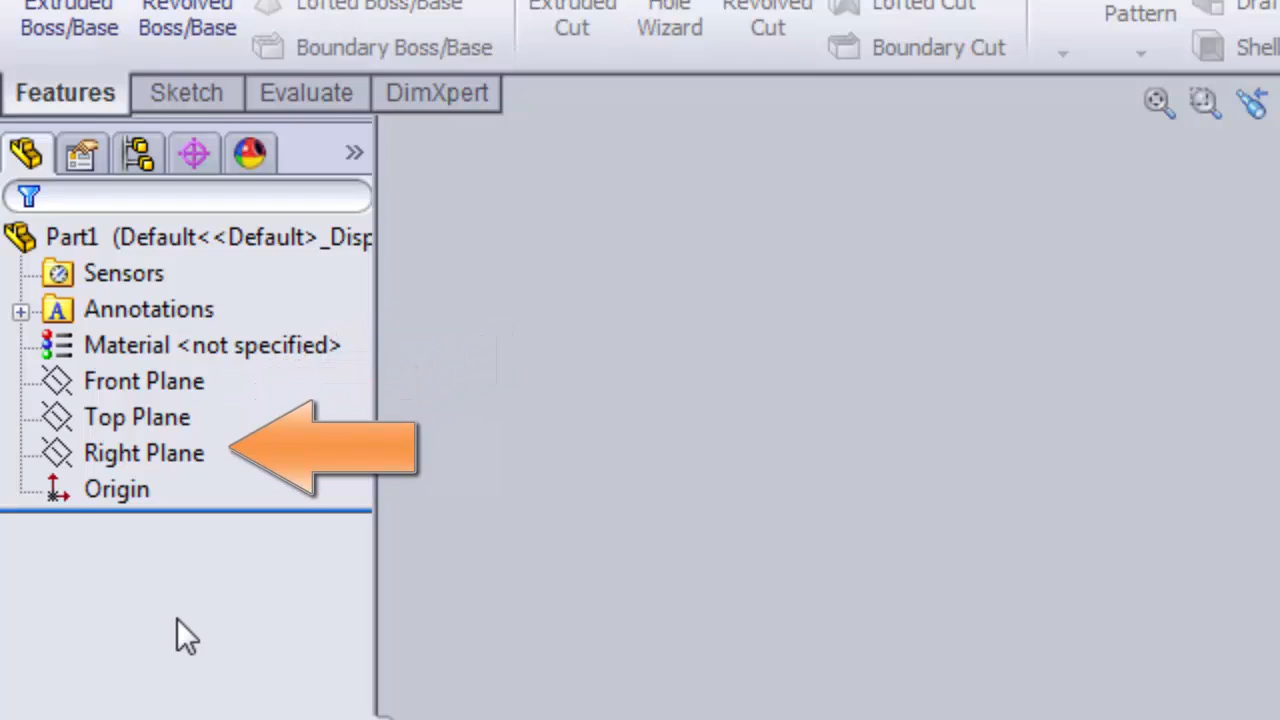 Extruded Boss/Base
Revolved Boss/Base
Lofted Boss/Base
Boundary Boss/Base
Extruded Cut
Hole Wizard
Revolved Cut
Lofted Cut
Boundary Cut
Pattern
Shell
Features
Sketch
Evaluate
DimXpert
Part1 (Default<<Default>_Disp
Sensors
A
Annotations
Material <not specified>
Front Plane
Top Plane
Right Plane
Origin